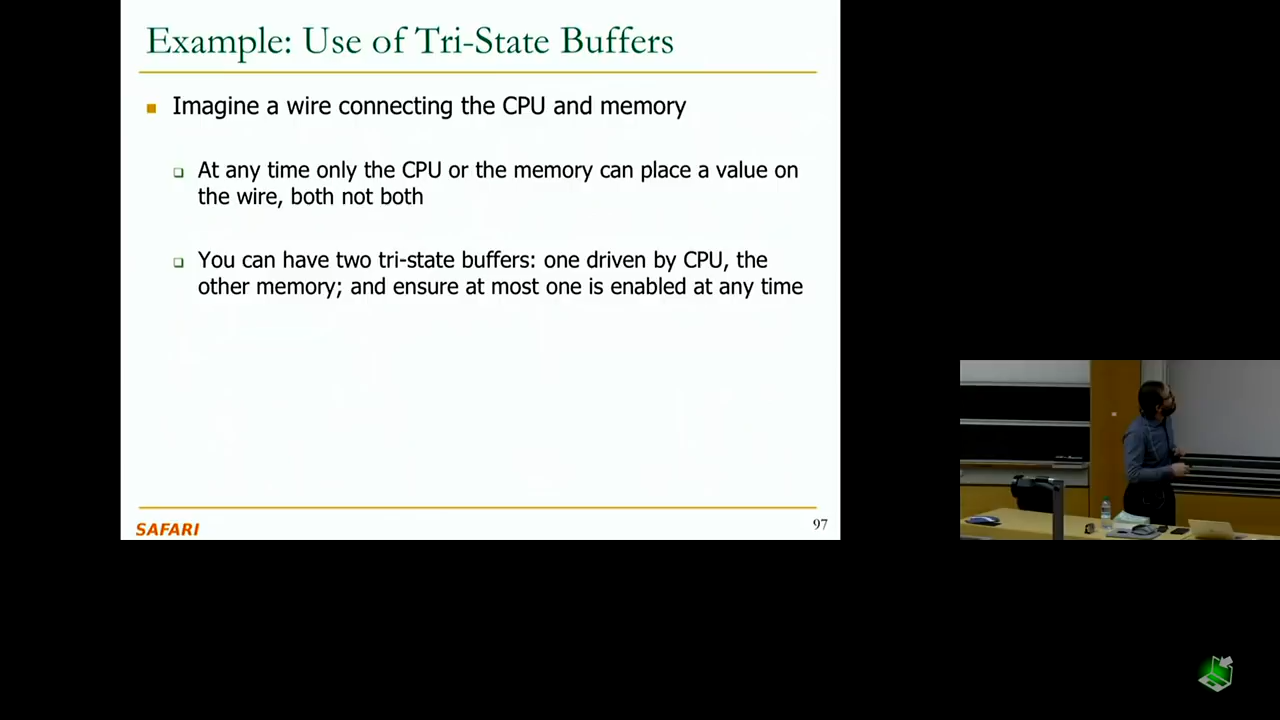 Example: Use of Tri-State Buffers
Imagine a wire connecting the CPU and memory
At any time only the CPU or the memory can place a value on
the wire, both not both
You can have two tri-state buffers: one driven by CPU, the
other memory; and ensure at most one is enabled at any time
SAFARI
97